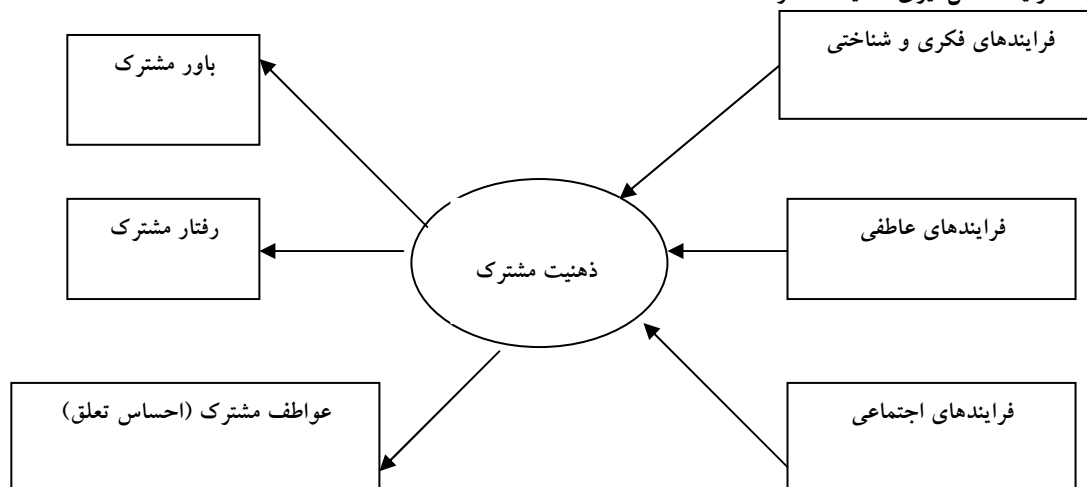 فرایندهای فکری و شناختی
باور مشترک
فرایندهای عاطفی
رفتار مشترک
ذهنیت مشترک
فرایندهای اجتماعی
عواطف مشترک (احساس تعلق)